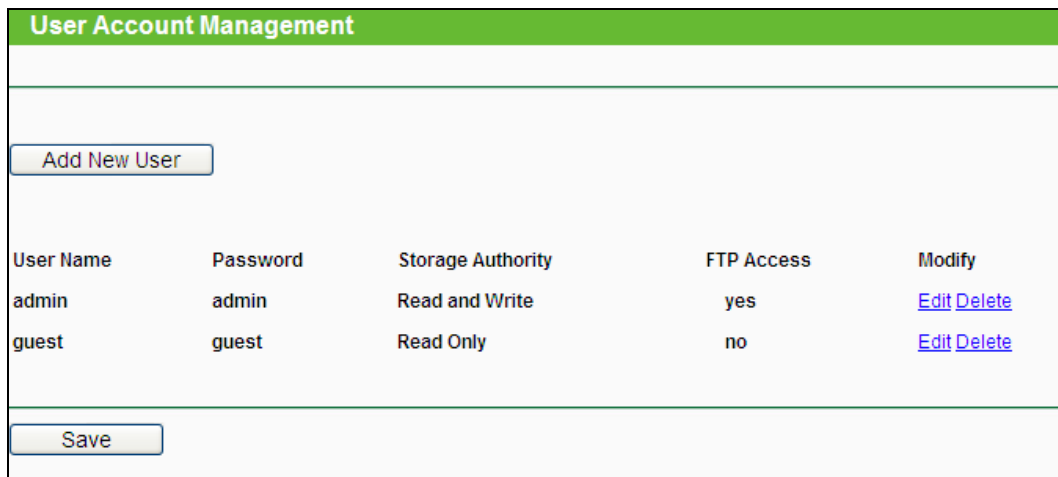 User Account Management
Add New User
User Name Password Storage Authority FTP Access Modify
admin admin Read and Write yes Edit Delete
guest guest Read Only no Edit Delete
Save